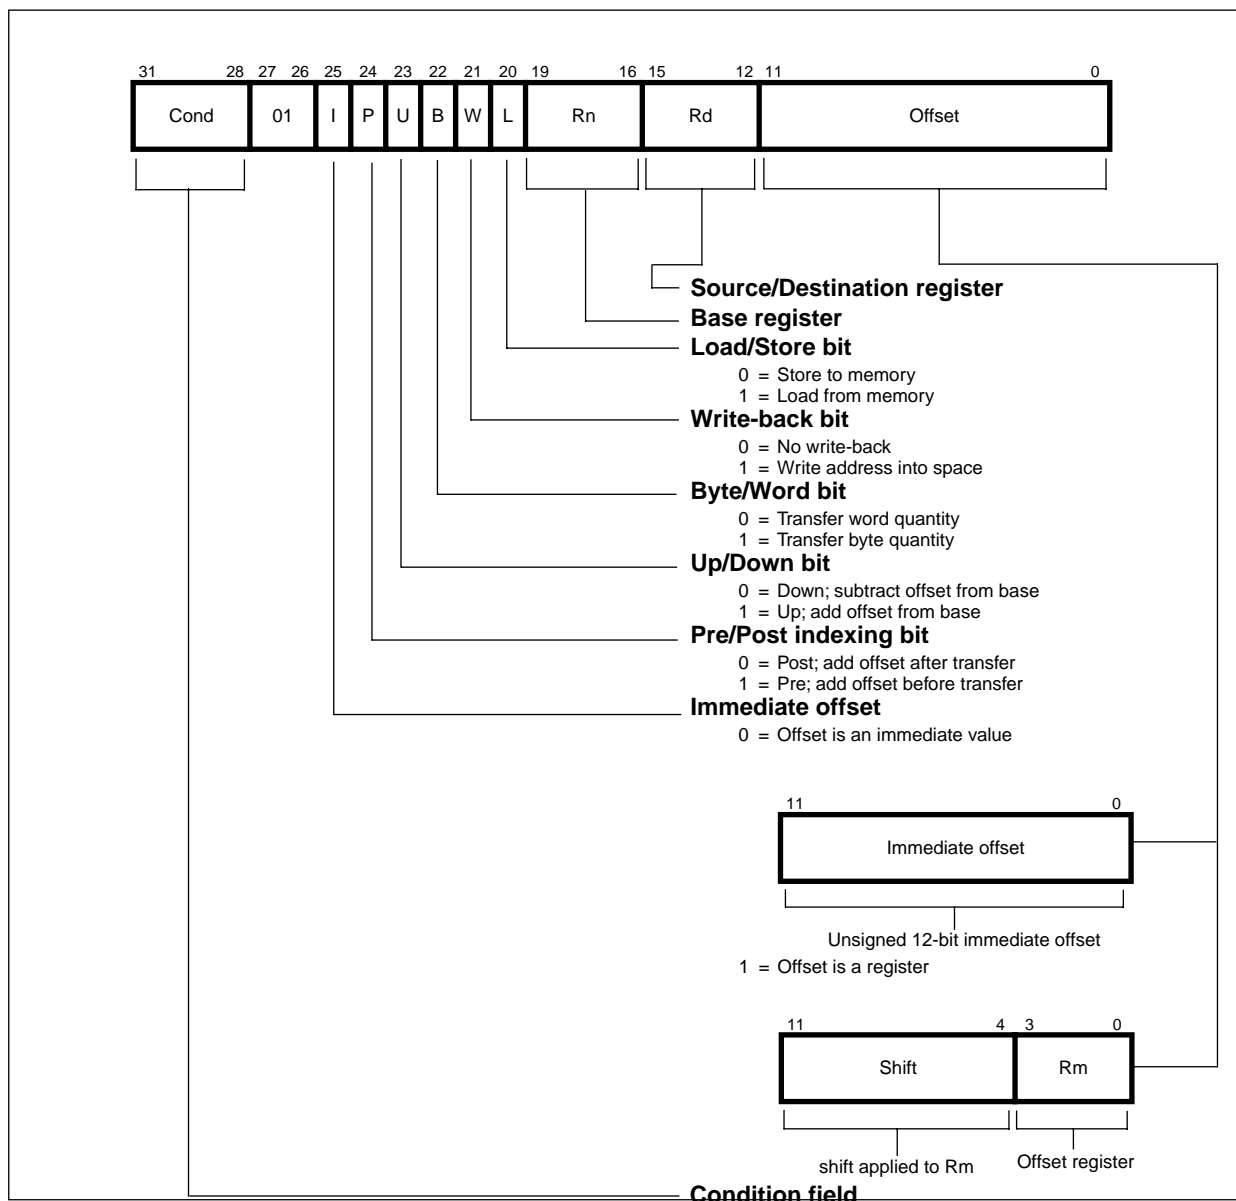 31 28 27 26 25 24 23 22 21 20 19 16 15 12 11 0
Cond 01 I P U B W L Rn Rd Offset
Source/Destination register
Base register
Load/Store bit
0 = Store to memory
1 = Load from memory
Write-back bit
0 = No write-back
1 = Write address into space
Byte/Word bit
0 = Transfer word quantity
1 = Transfer byte quantity
Up/Down bit
0 = Down; subtract offset from base
1 = Up; add offset from base
Pre/Post indexing bit
0 = Post; add offset after transfer
1 = Pre; add offset before transfer
Immediate offset
0 = Offset is an immediate value
11 0
Immediate offset
Unsigned 12-bit immediate offset
1 = Offset is a register
11 4 3 0
Shift Rm
shift applied to Rm Offset register
Condition field